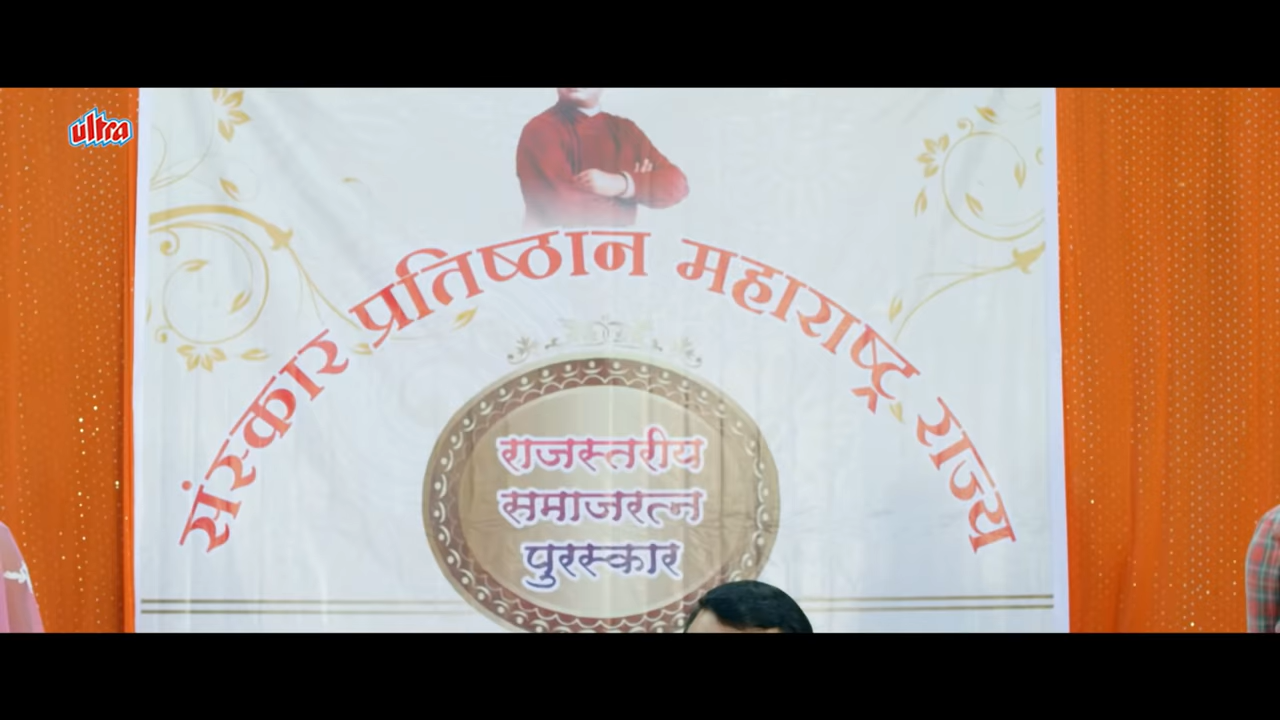 ultra
संस्कार प्रतिष्ठान महाराष्ट्र राज्य
राजस्तरीय
समाजरत्न
पुरस्कार